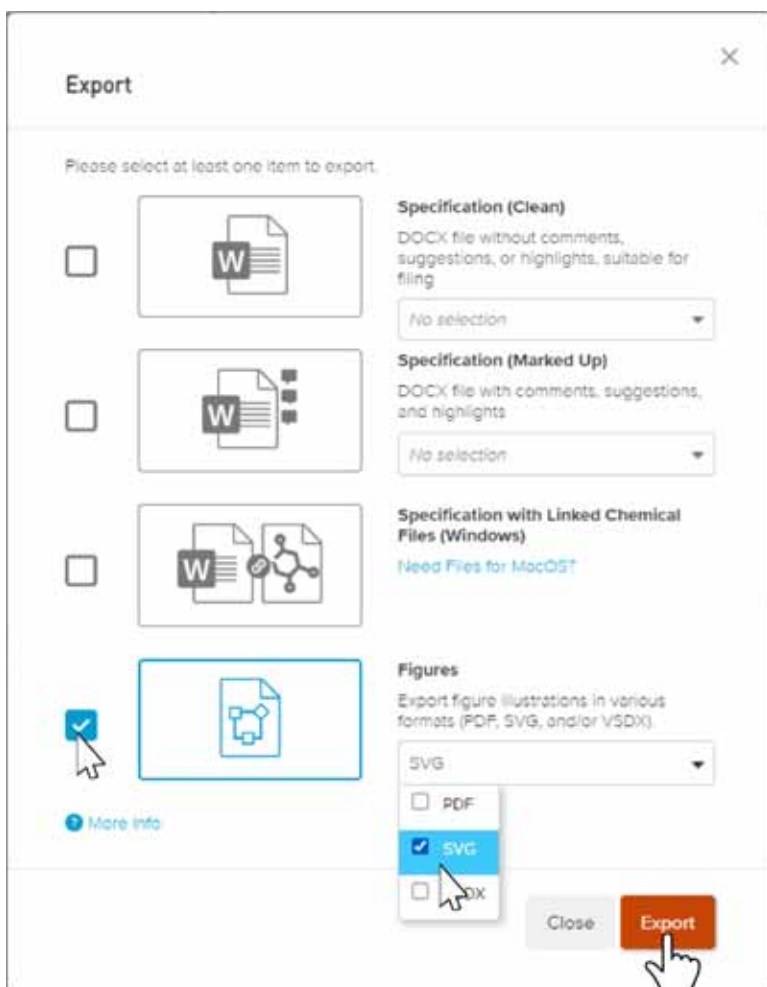 Export
Please select at least one item to export.
Specification (Clean)
DOCX file without comments,
suggestions, or highlights, suitable for
filing
W
No selection
Specification (Marked Up)
DOCX file with comments, suggestions,
and highlights
W
No selection
Specification with Linked Chemical
Files (Windows)
W
Need Files for MacOS?
Figures
Export figure illustrations in various
formats (PDF, SVG, and/or VSDX).
SVG
PDF
? More Info
SVG
Close
Export